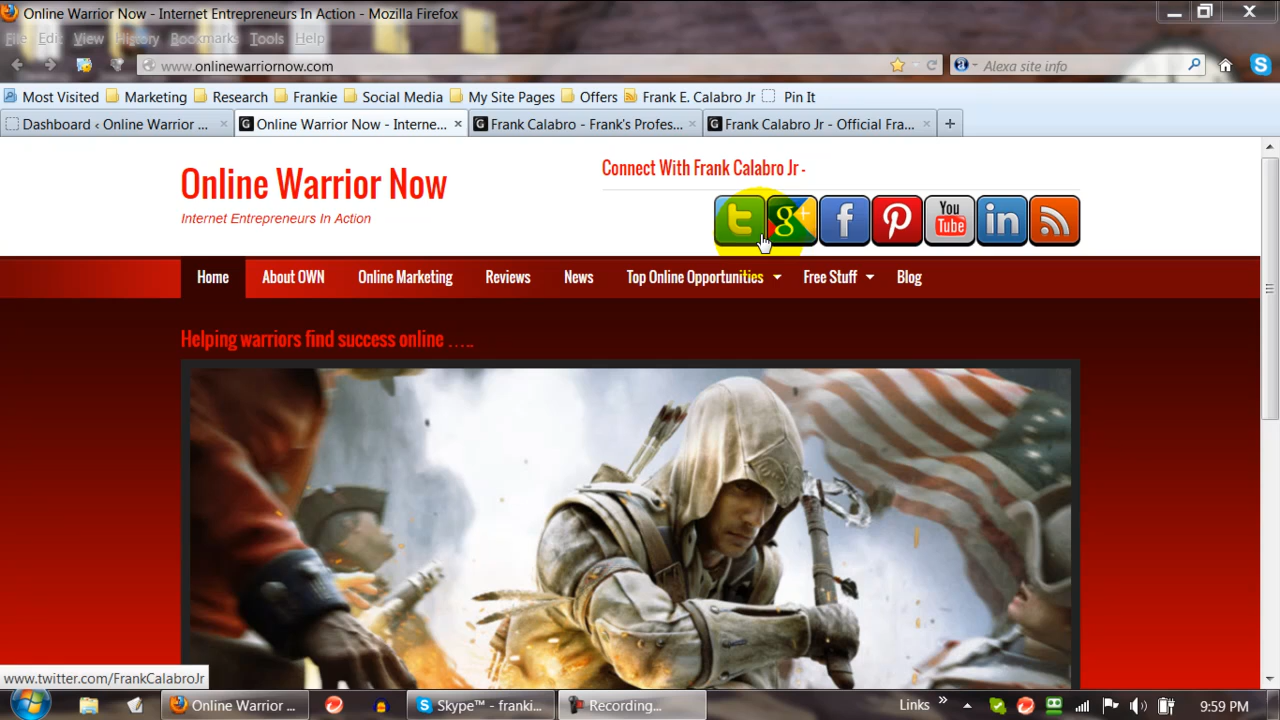 Online Warrior Now - Internet Entrepreneurs In Action - Mozilla Firefox
File Edit View History Bookmarks Tools Help
www.onlinewarriornow.com
Alexa site info
Most Visited Marketing Research Frankie Social Media My Site Pages Offers Frank E. Calabro Jr Pin It
Dashboard ‹ Online Warrior ... Online Warrior Now - Interne... Frank Calabro - Frank's Profes... Frank Calabro Jr - Official Fra...
Online Warrior Now
Internet Entrepreneurs In Action
Connect With Frank Calabro Jr -
You
Tube
in
Home About OWN Online Marketing Reviews News Top Online Opportunities Free Stuff Blog
Helping warriors find success online .....
www.twitter.com/FrankCalabroJr
Online Warrior ... Skype™ - franki... Recording... Links » 9:59 PM